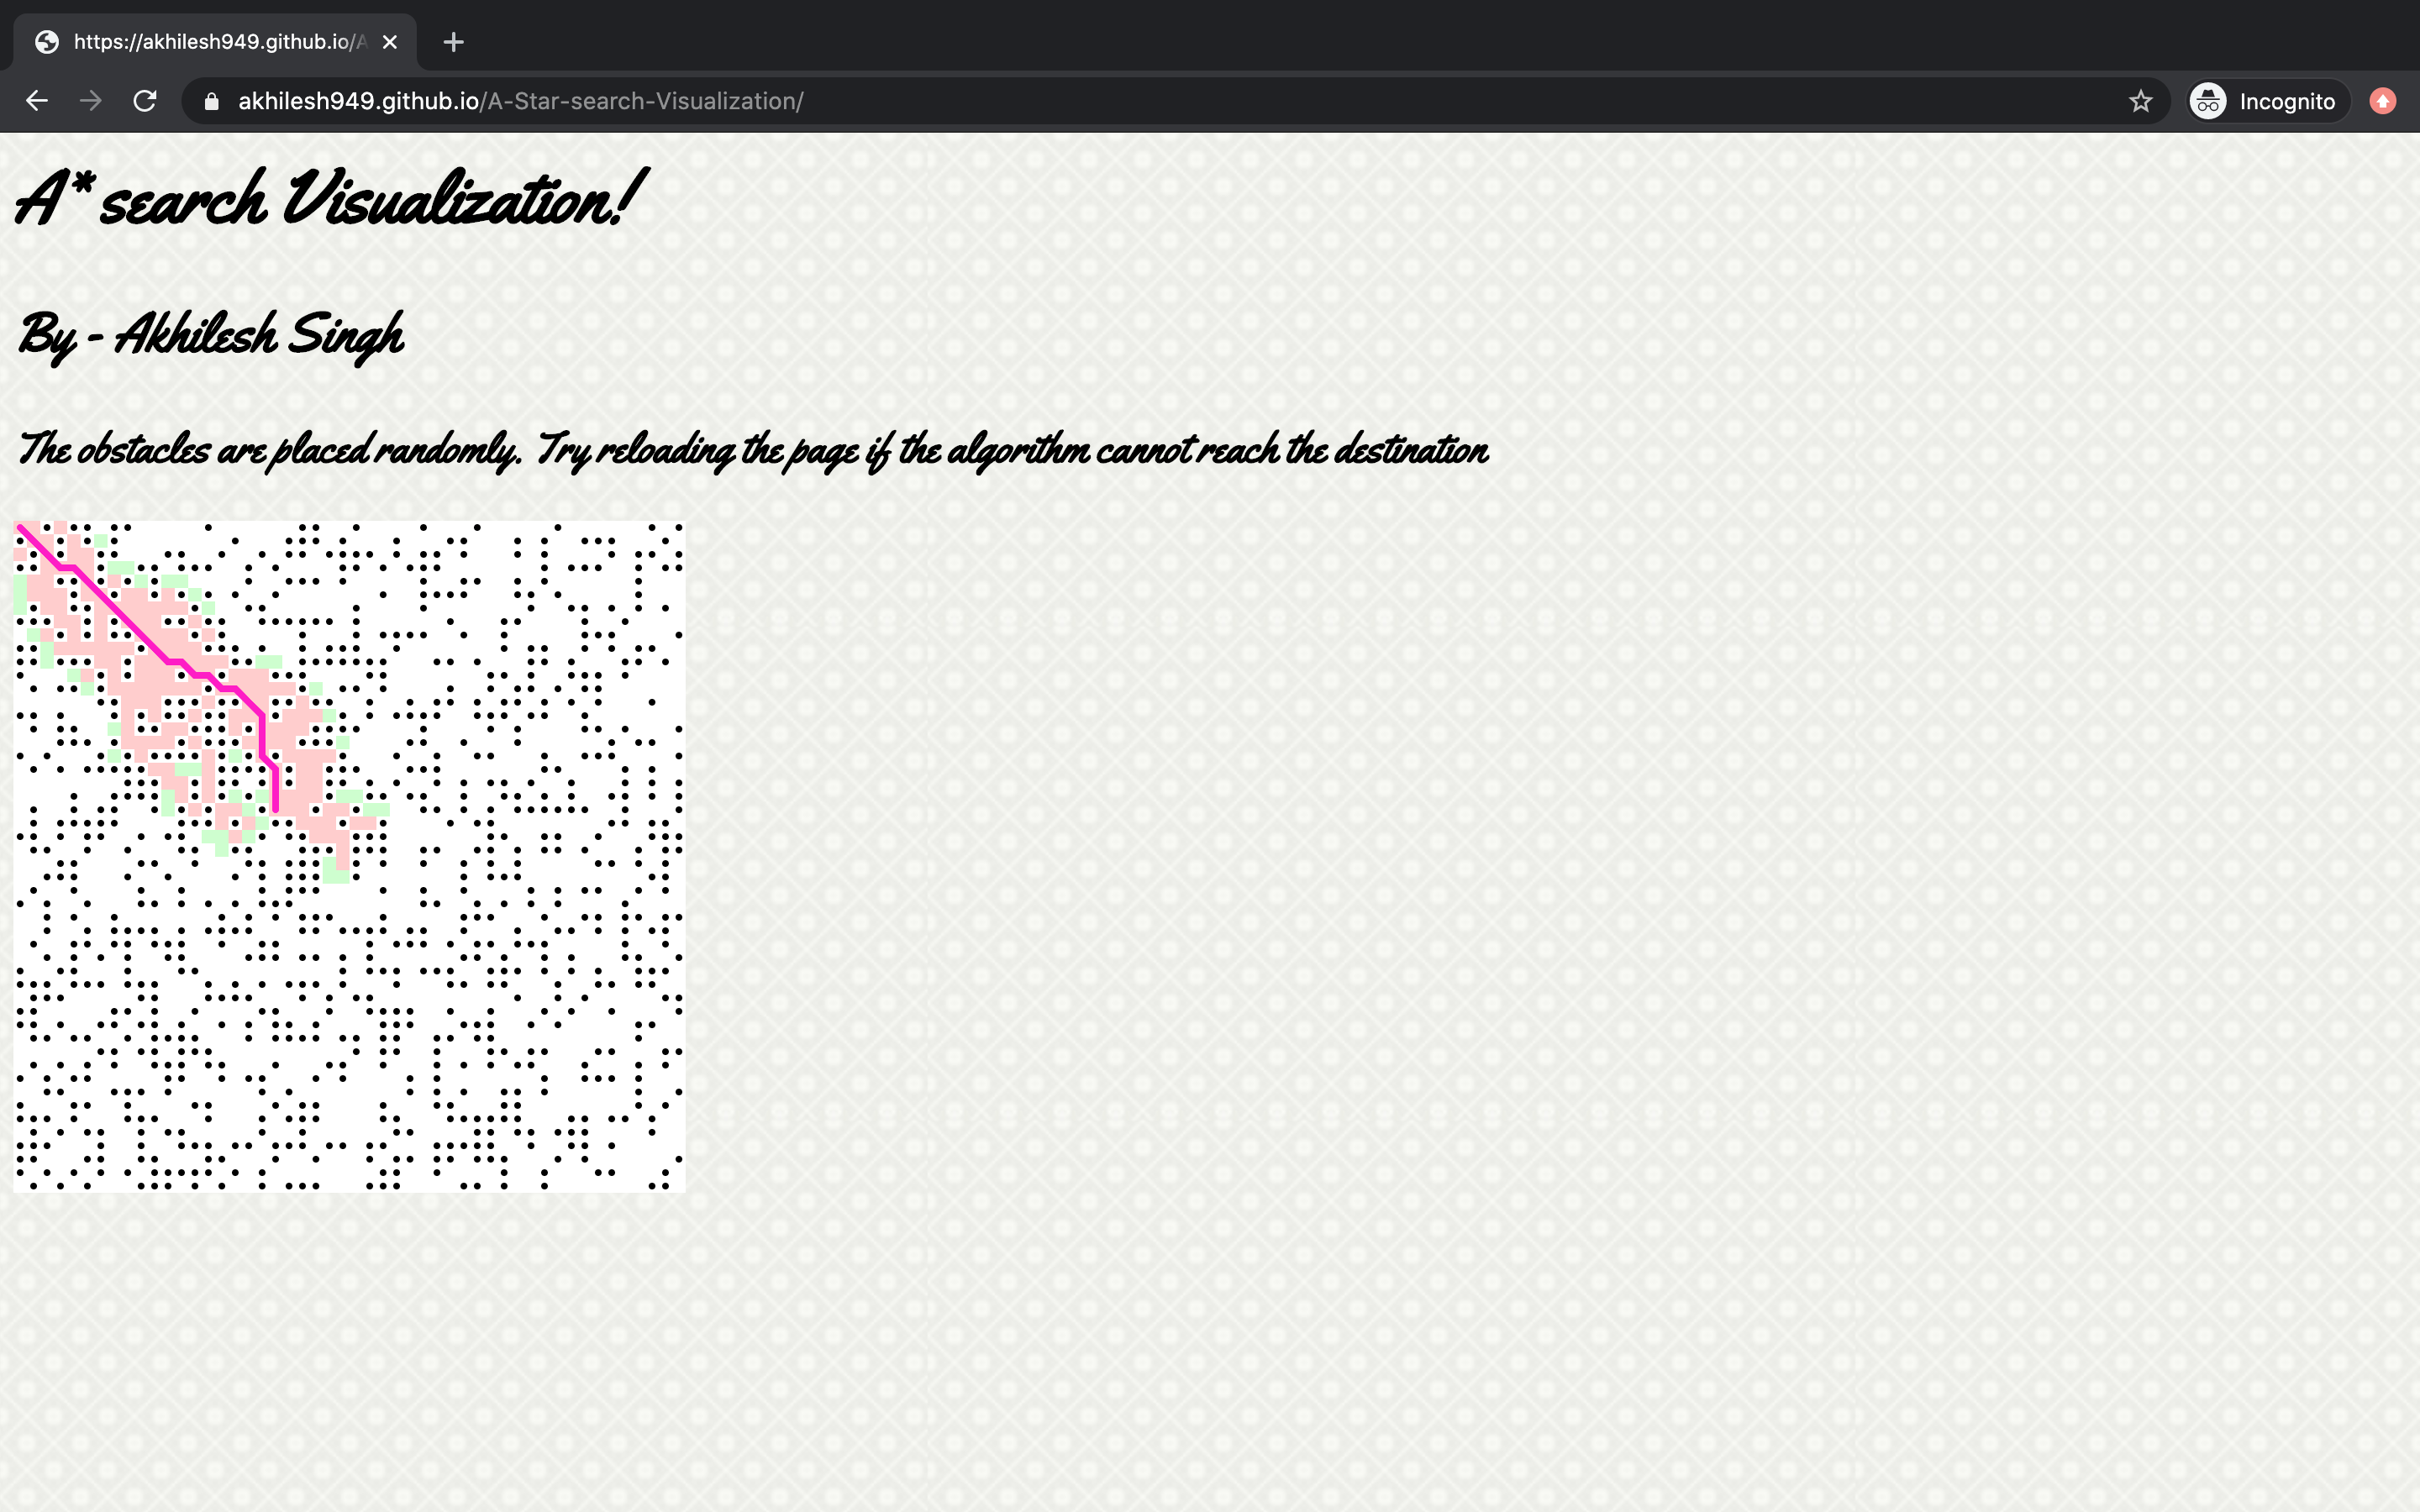 https://akhilesh949.github.io/A
akhilesh949.github.io/A-Star-search-Visualization/
Incognito
A* search Visualization!
By - Akhilesh Singh
The obstacles are placed randomly. Try reloading the page if the algorithm cannot reach the destination